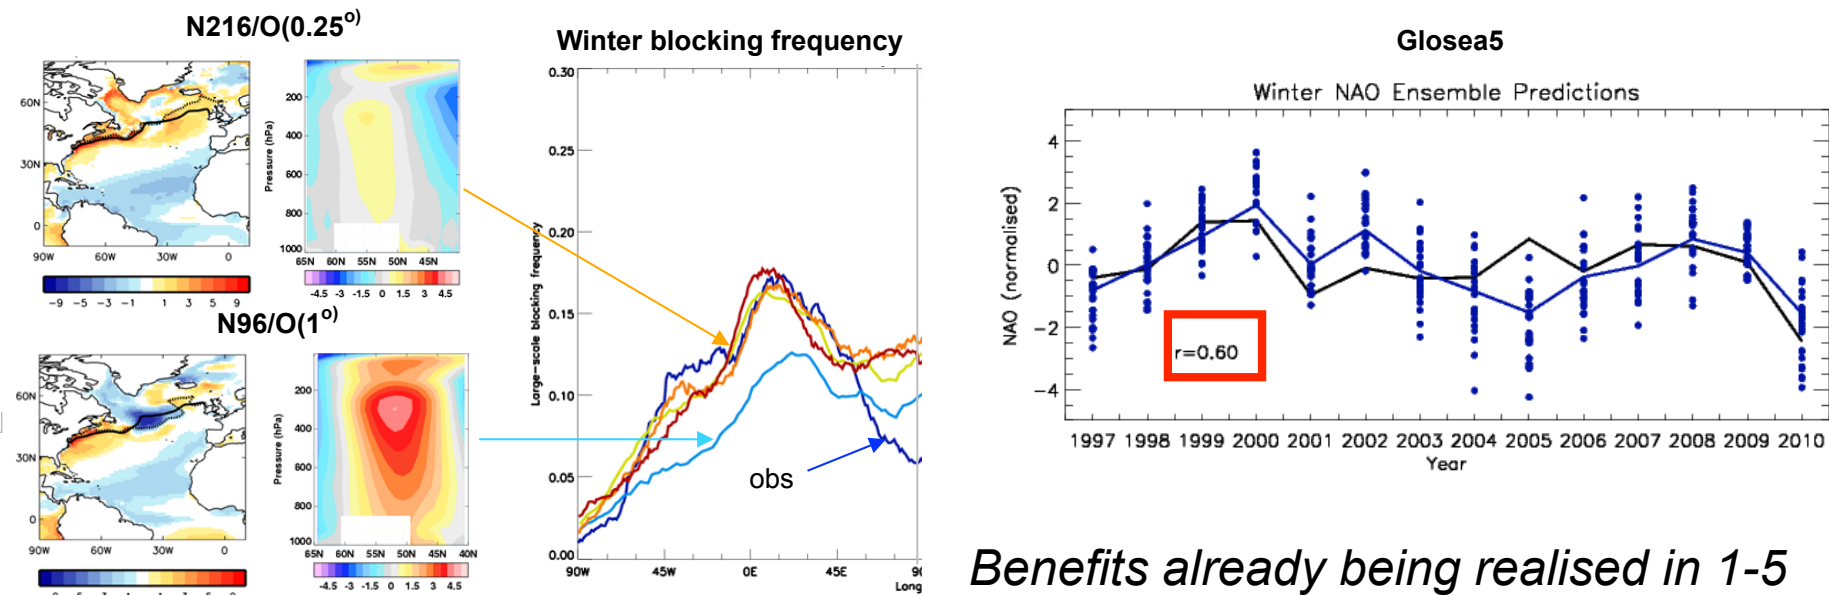 N216/O(0.25o)
60N
30N
0
90W 60W 30W 0
-9 -5 -3 -1 1 3 5 9
Pressure (hPa)
200
400
600
800
1000
65N 60N 55N 50N 45N
-4.5 -3 -1.5 0 1.5 3 4.5
N96/O(1o)
60N
30N
0
90W 60W 30W 0
Pressure (hPa)
200
400
600
800
1000
65N 60N 55N 50N 45N 40N
-4.5 -3 -1.5 0 1.5 3 4.5
Winter blocking frequency
Large-scale blocking frequency
0.30
0.25
0.20
0.15
0.10
0.05
0.00
obs
90W 45W 0E 45E 90
Long
Glosea5
Winter NAO Ensemble Predictions
NAO (normalised)
4
2
0
-2
-4
r=0.60
1997 1998 1999 2000 2001 2002 2003 2004 2005 2006 2007 2008 2009 2010
Year
Benefits already being realised in 1-5